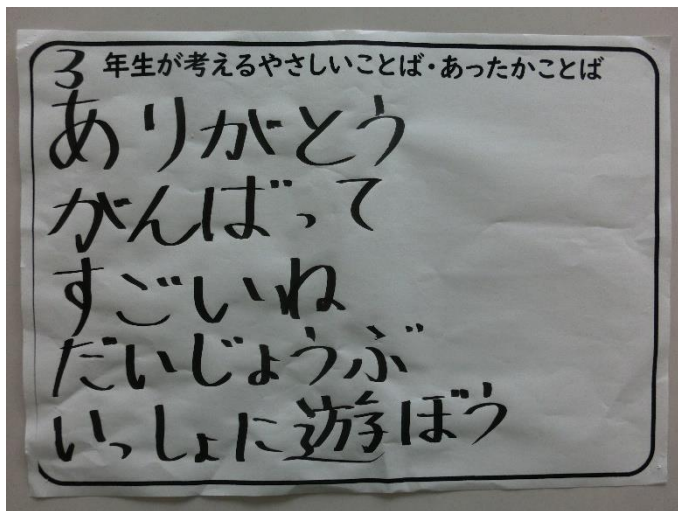 3年生が考えるやさしいことば・あったかことば
ありがとう
がんばって
すごいね
だいじょうぶ
いっしょに遊ぼう